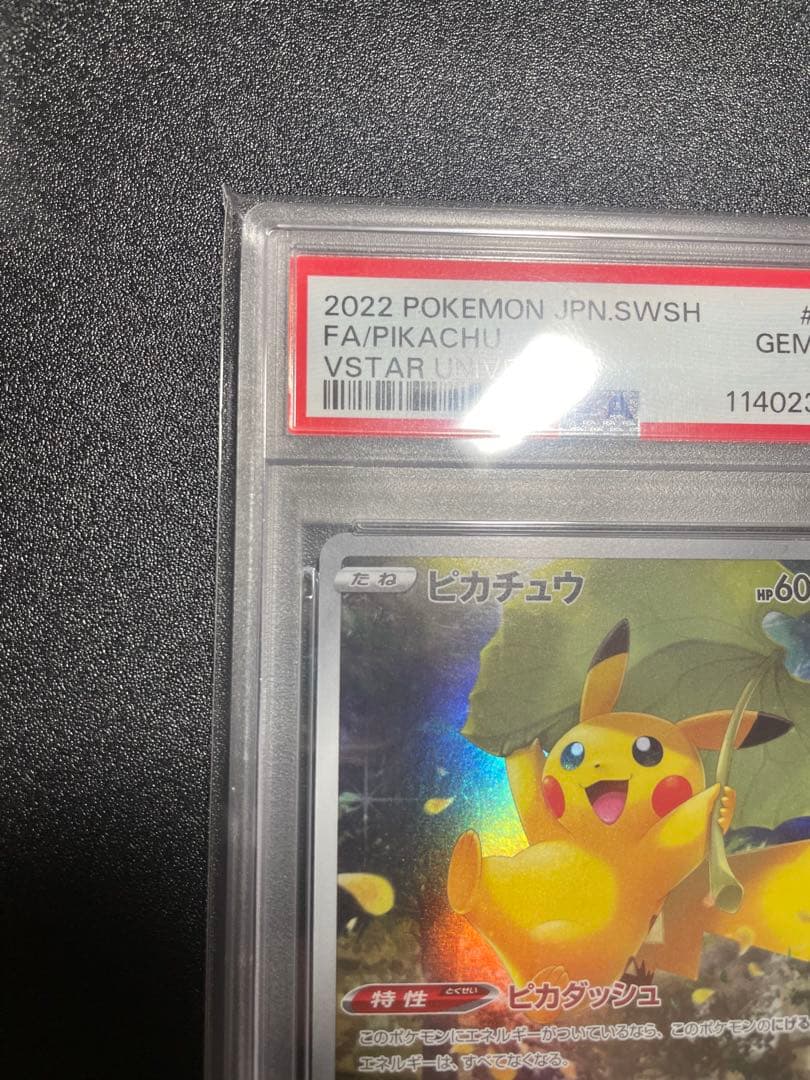 2022 POKEMON JPN.SWSH
#
FA/PIKACHU
GEM
VSTAR
114023
たね ピカチュウ HP60
特性 とくせい ピカダッシュ
このポケモンにエネルギーがついているなら、このポケモンのにげる
エネルギーは、すべてなくなる。